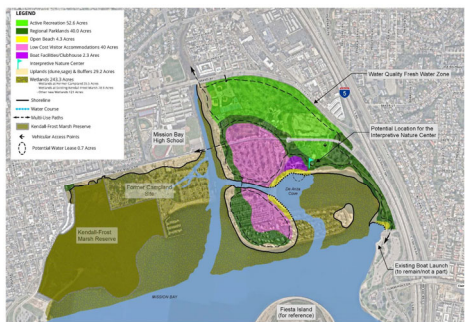 LEGEND
Active Recreation 52.6 Acres
Regional Parklands 40.0 Acres
Open Beach 4.3 Acres
Low Cost Visitor Accommodations 40 Acres
Boat Facilities/Clubhouse 2.5 Acres
Interpretive Nature Center
Uplands (dune,sage) & Buffers 29.2 Acres
Wetlands 243.3 Acres
Shoreline
Water Course
Multi-Use Paths
Kendall-Frost Marsh Preserve
Vehicular Access Points
Potential Water Lease 0.7 Acres
Water Quality Fresh Water Zone
5
Mission Bay
High School
Potential Location for the
Interpretive Nature Center
De Anza
Cove
Former Campland
Kendall-Frost
Marsh Reserve
Existing Boat Launch
(to remain/not a part)
MISSION BAY
Fiesta Island
(for reference)